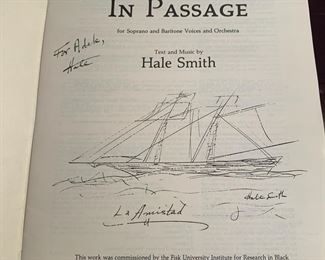 IN PASSAGE
for Soprano and Baritone Voices and Orchestra
For Adele,
Hale
Text and Music by
Hale Smith
Hale Smith
La Amistad
This work was commissioned by the Fisk University Institute for Research in Black